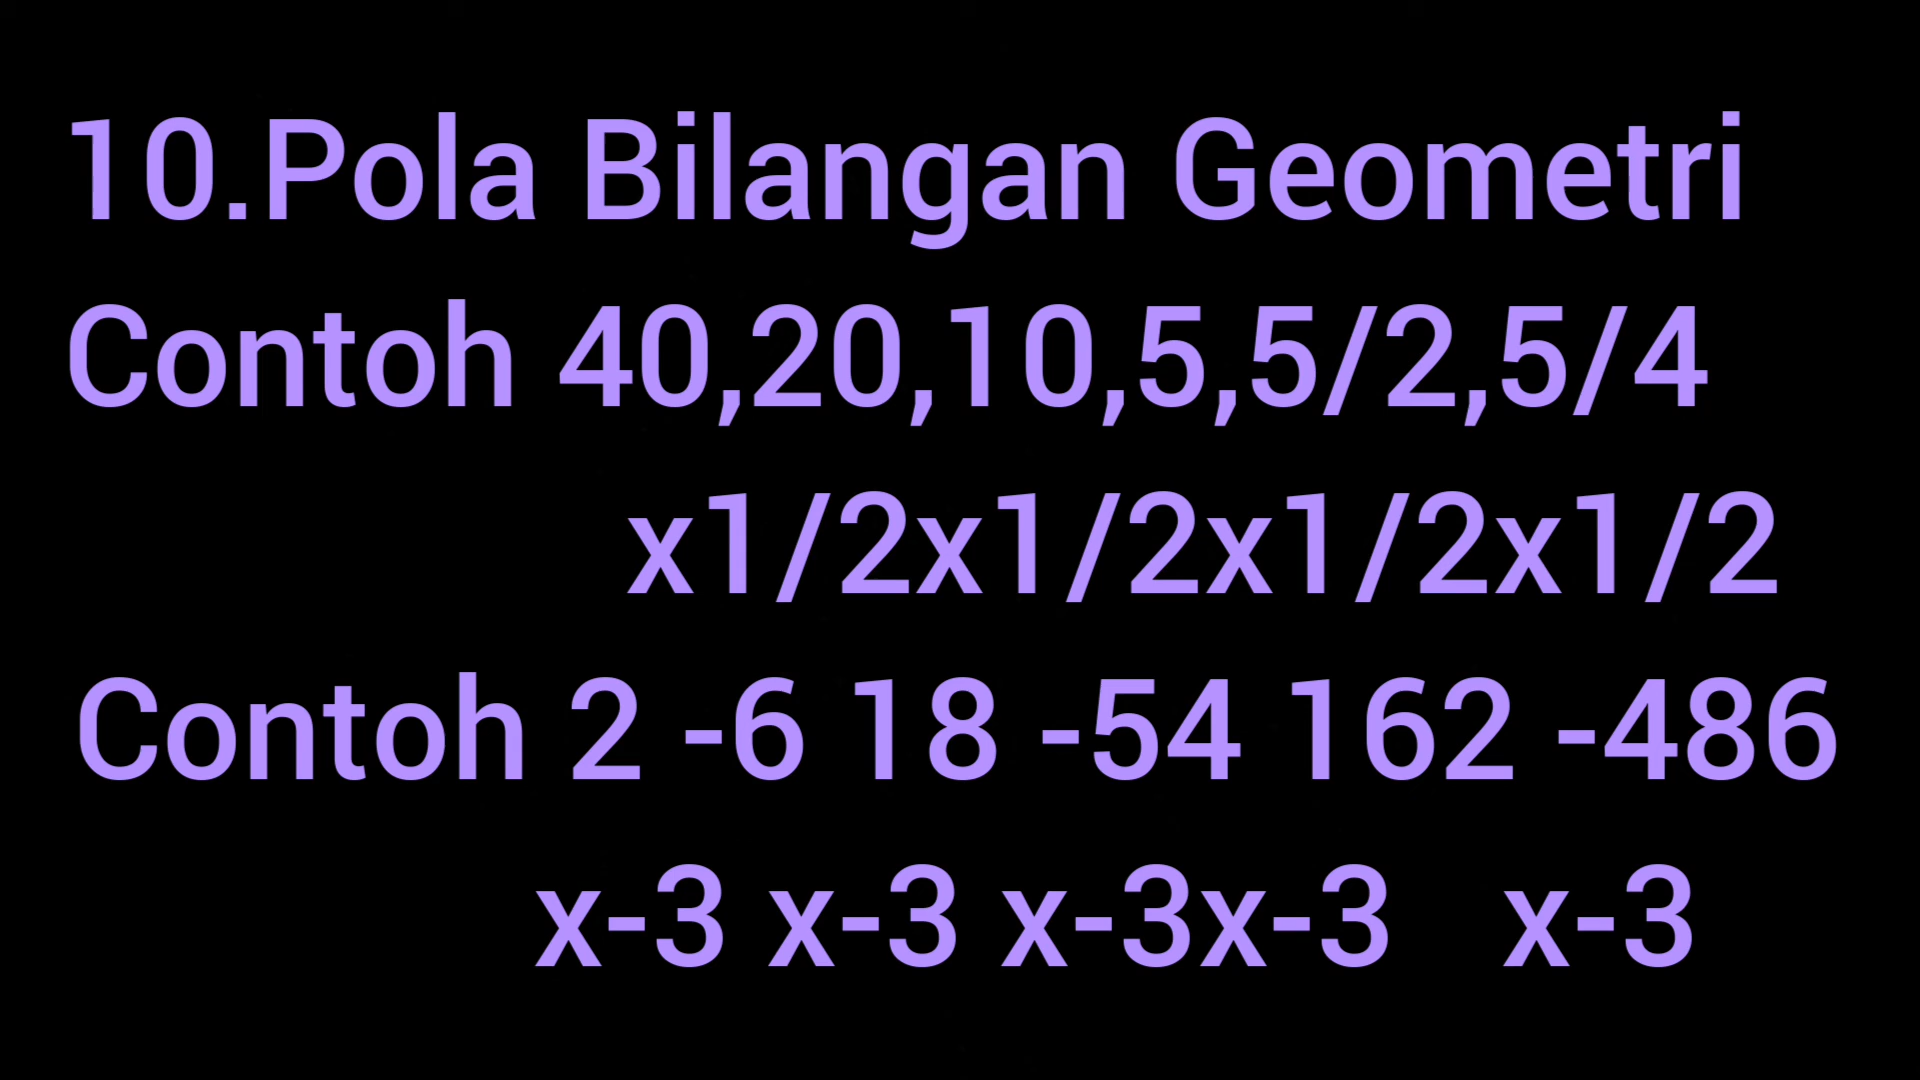 10.Pola Bilangan Geometri
Contoh 40,20,10,5,5/2,5/4
x1/2x1/2x1/2x1/2
Contoh 2 -6 18 -54 162 -486
x-3 x-3 x-3x-3 x-3